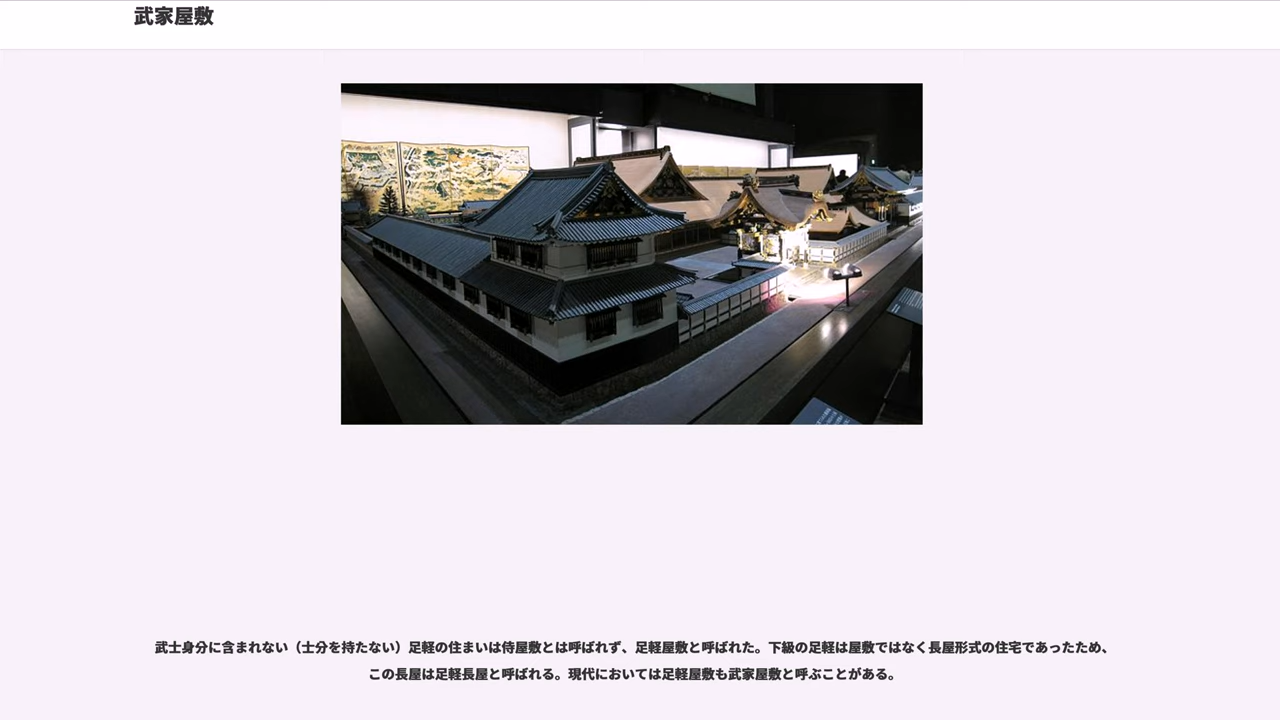 武家屋敷
武士身分に含まれない（士分を持たない）足軽の住まいは侍屋敷とは呼ばれず、足軽屋敷と呼ばれた。下級の足軽は屋敷ではなく長屋形式の住宅であったため、
この長屋は足軽長屋と呼ばれる。現代においては足軽屋敷も武家屋敷と呼ぶことがある。